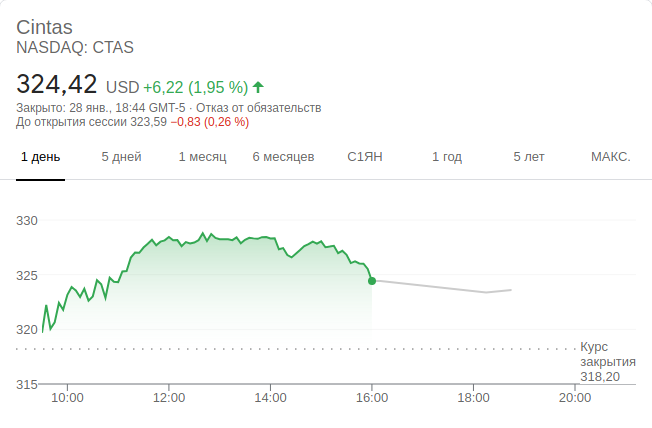 Cintas
NASDAQ: CTAS
324,42 USD +6,22 (1,95 %)
Закрыто: 28 янв., 18:44 GMT-5 · Отказ от обязательств
До открытия сессии 323,59 −0,83 (0,26 %)
1 день 5 дней 1 месяц 6 месяцев С1ЯН 1 год 5 лет МАКС.
330
325
320
Курс
закрытия
318,20
315
10:00 12:00 14:00 16:00 18:00 20:00